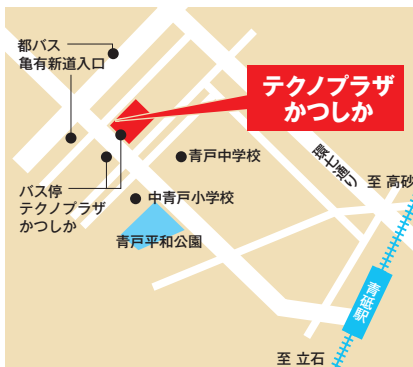 都バス
亀有新道入口
テクノプラザ
かつしか
青戸中学校
環七通り
至 高砂
バス停
テクノプラザ
かつしか
中青戸小学校
青戸平和公園
青砥駅
至 立石